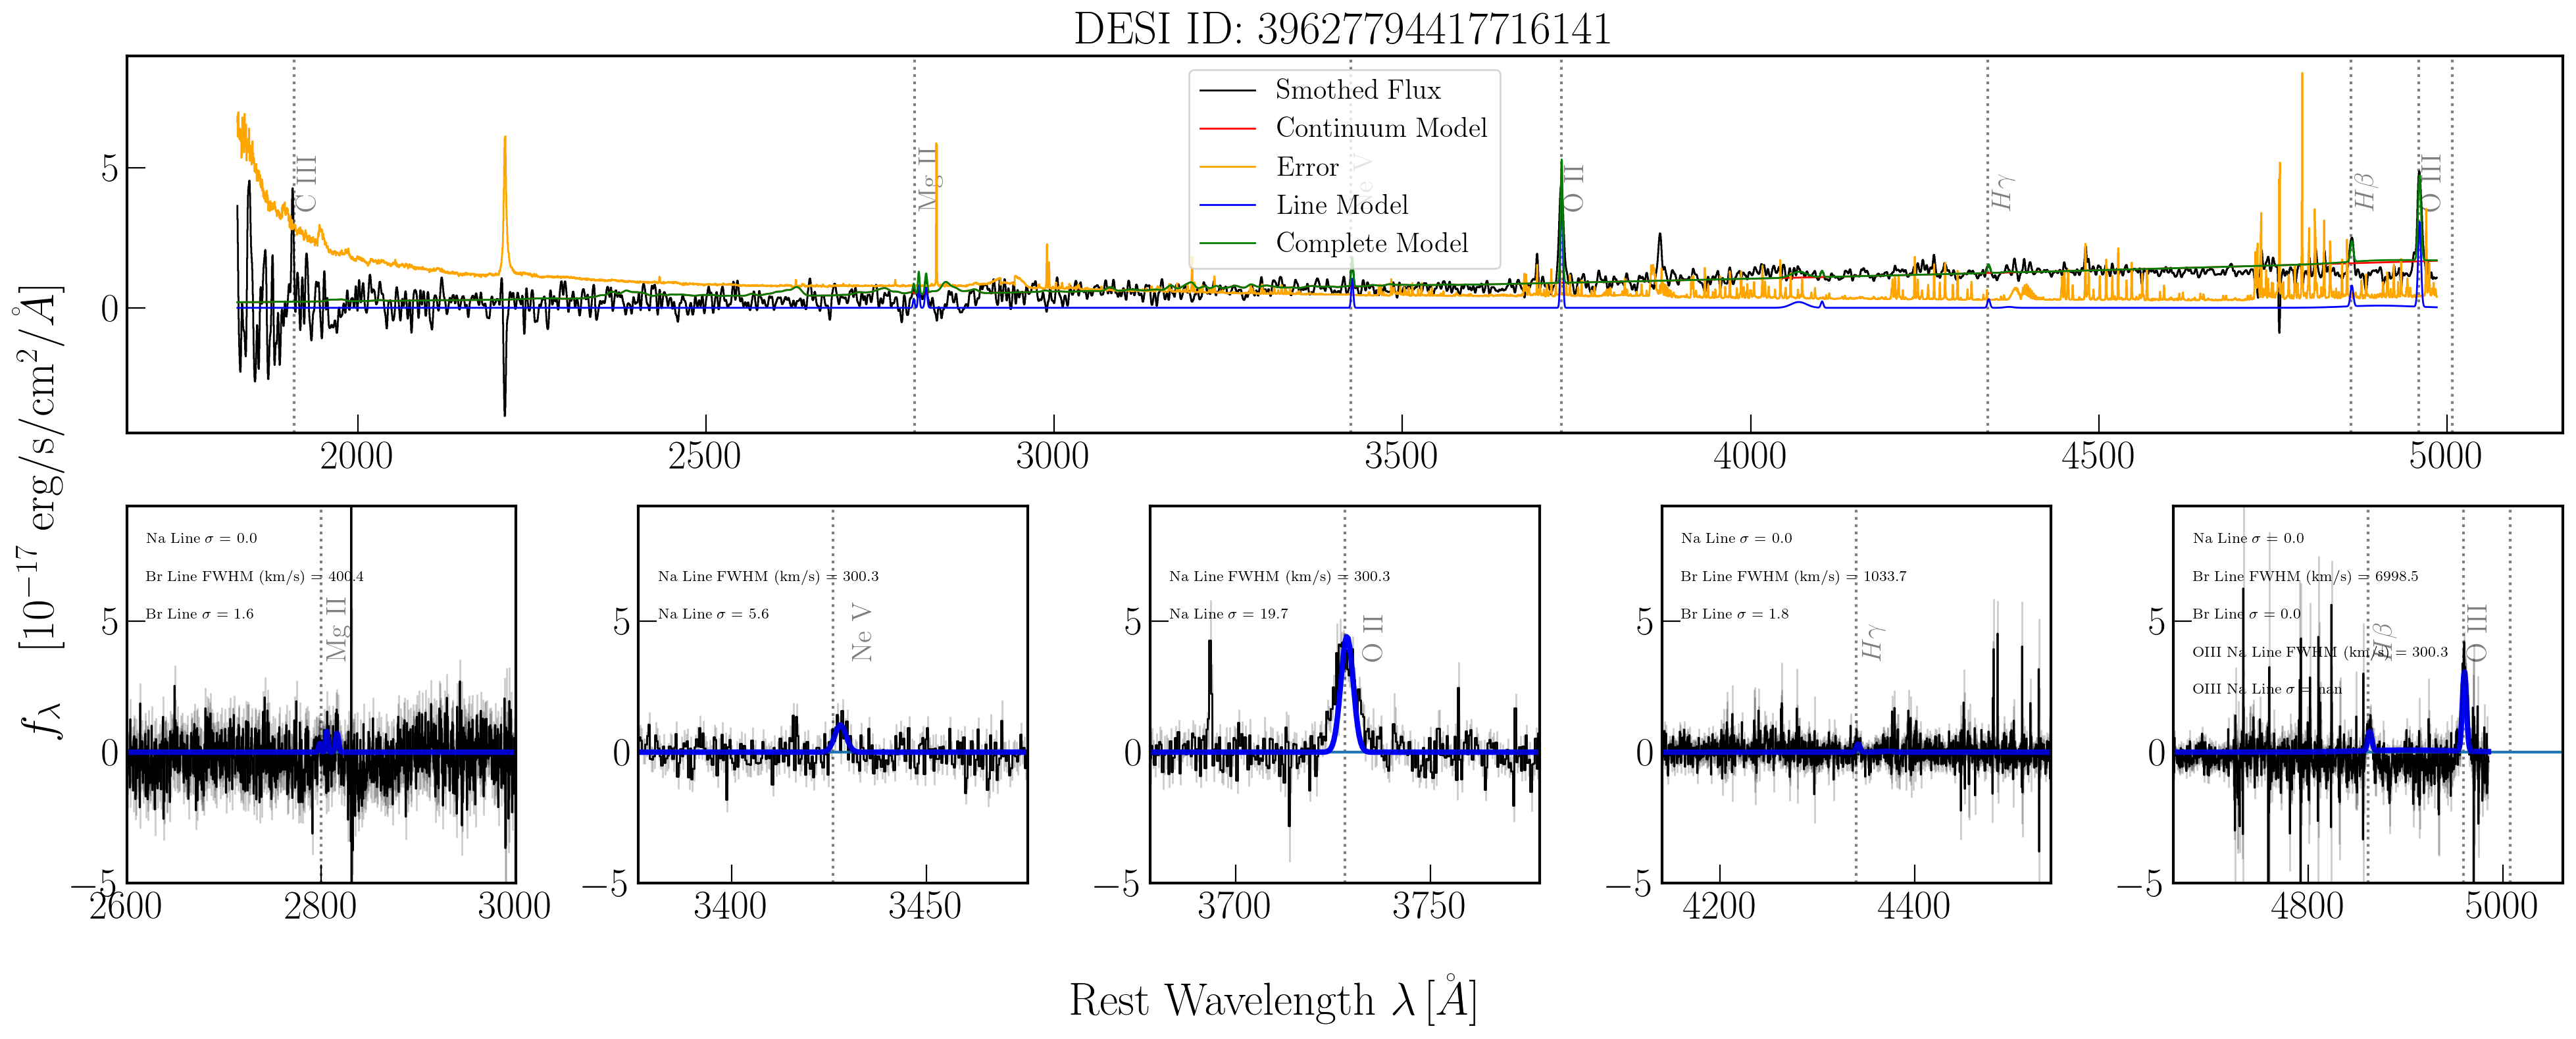 DESI ID: 39627794417716141
Smothed Flux
Continuum Model
Error
Line Model
Complete Model
C III
Mg II
O II
Hγ
Hβ
O III
5
0
2000 2500 3000 3500 4000 4500 5000
f_λ [10^{-17} erg/s/cm^2/Å]
Na Line σ = 0.0
Br Line FWHM (km/s) = 400.4
Br Line σ = 1.6
Mg II
5
0
−5
2600 2800 3000
Na Line FWHM (km/s) = 300.3
Na Line σ = 5.6
Ne V
5
0
−5
3400 3450
Na Line FWHM (km/s) = 300.3
Na Line σ = 19.7
O II
5
0
−5
3700 3750
Na Line σ = 0.0
Br Line FWHM (km/s) = 1033.7
Br Line σ = 1.8
Hγ
5
0
−5
4200 4400
Na Line σ = 0.0
Br Line FWHM (km/s) = 6998.5
Br Line σ = 0.0
OIII Na Line FWHM (km/s) = 300.3
OIII Na Line σ = nan
Hβ
O III
5
0
−5
4800 5000
Rest Wavelength λ [Å]